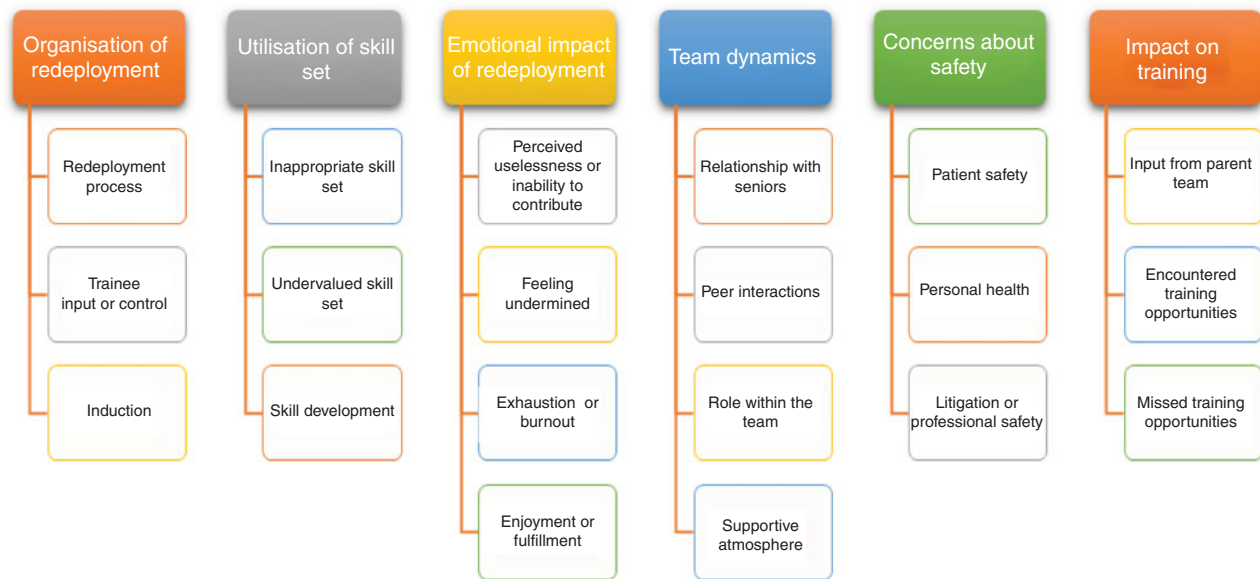 Organisation of
redeployment
Redeployment
process
Trainee
input or control
Induction
Utilisation of skill
set
Inappropriate skill
set
Undervalued skill
set
Skill development
Emotional impact
of redeployment
Perceived
uselessness or
inability to
contribute
Feeling
undermined
Exhaustion or
burnout
Enjoyment or
fulfillment
Team dynamics
Relationship with
seniors
Peer interactions
Role within the
team
Supportive
atmosphere
Concerns about
safety
Patient safety
Personal health
Litigation or
professional safety
Impact on
training
Input from parent
team
Encountered
training
opportunities
Missed training
opportunities